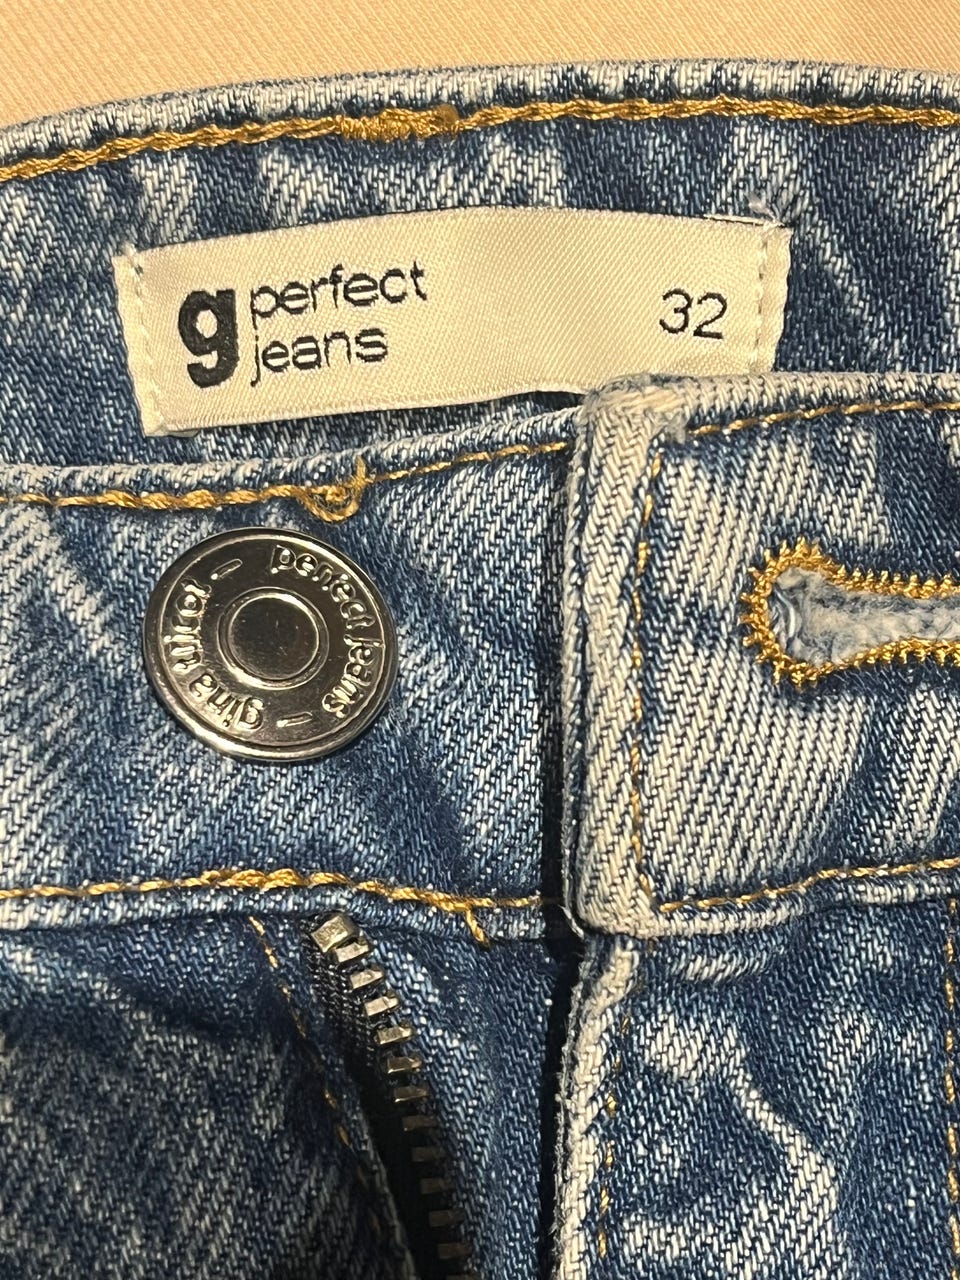 g perfect
jeans
32
perfect jeans
gina tricot